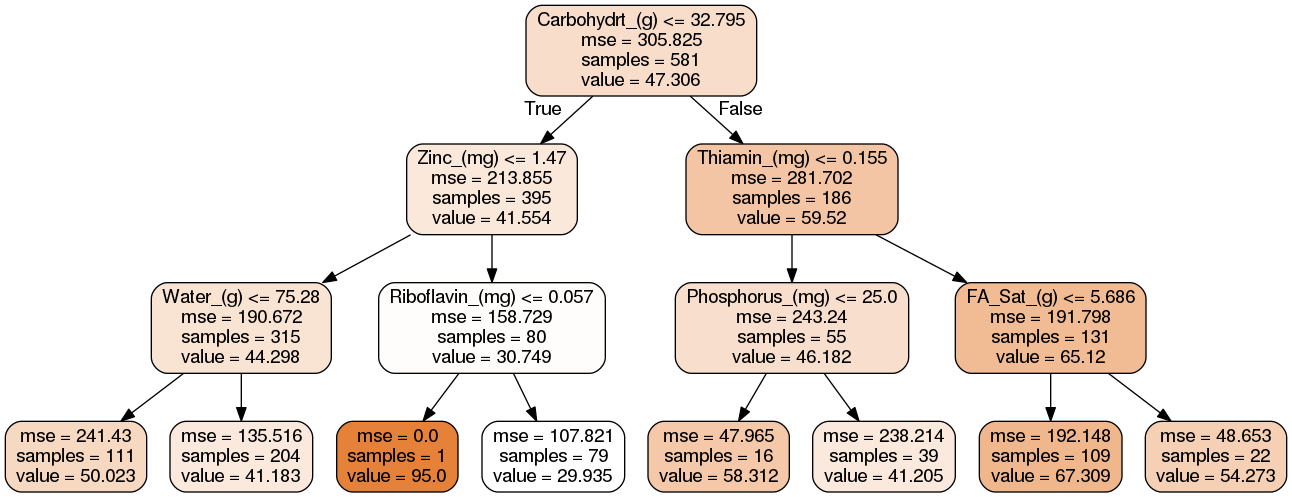 Carbohydrt_(g) <= 32.795
mse = 305.825
samples = 581
value = 47.306
True
False
Zinc_(mg) <= 1.47
mse = 213.855
samples = 395
value = 41.554
Thiamin_(mg) <= 0.155
mse = 281.702
samples = 186
value = 59.52
Water_(g) <= 75.28
mse = 190.672
samples = 315
value = 44.298
Riboflavin_(mg) <= 0.057
mse = 158.729
samples = 80
value = 30.749
Phosphorus_(mg) <= 25.0
mse = 243.24
samples = 55
value = 46.182
FA_Sat_(g) <= 5.686
mse = 191.798
samples = 131
value = 65.12
mse = 241.43
samples = 111
value = 50.023
mse = 135.516
samples = 204
value = 41.183
mse = 0.0
samples = 1
value = 95.0
mse = 107.821
samples = 79
value = 29.935
mse = 47.965
samples = 16
value = 58.312
mse = 238.214
samples = 39
value = 41.205
mse = 192.148
samples = 109
value = 67.309
mse = 48.653
samples = 22
value = 54.273